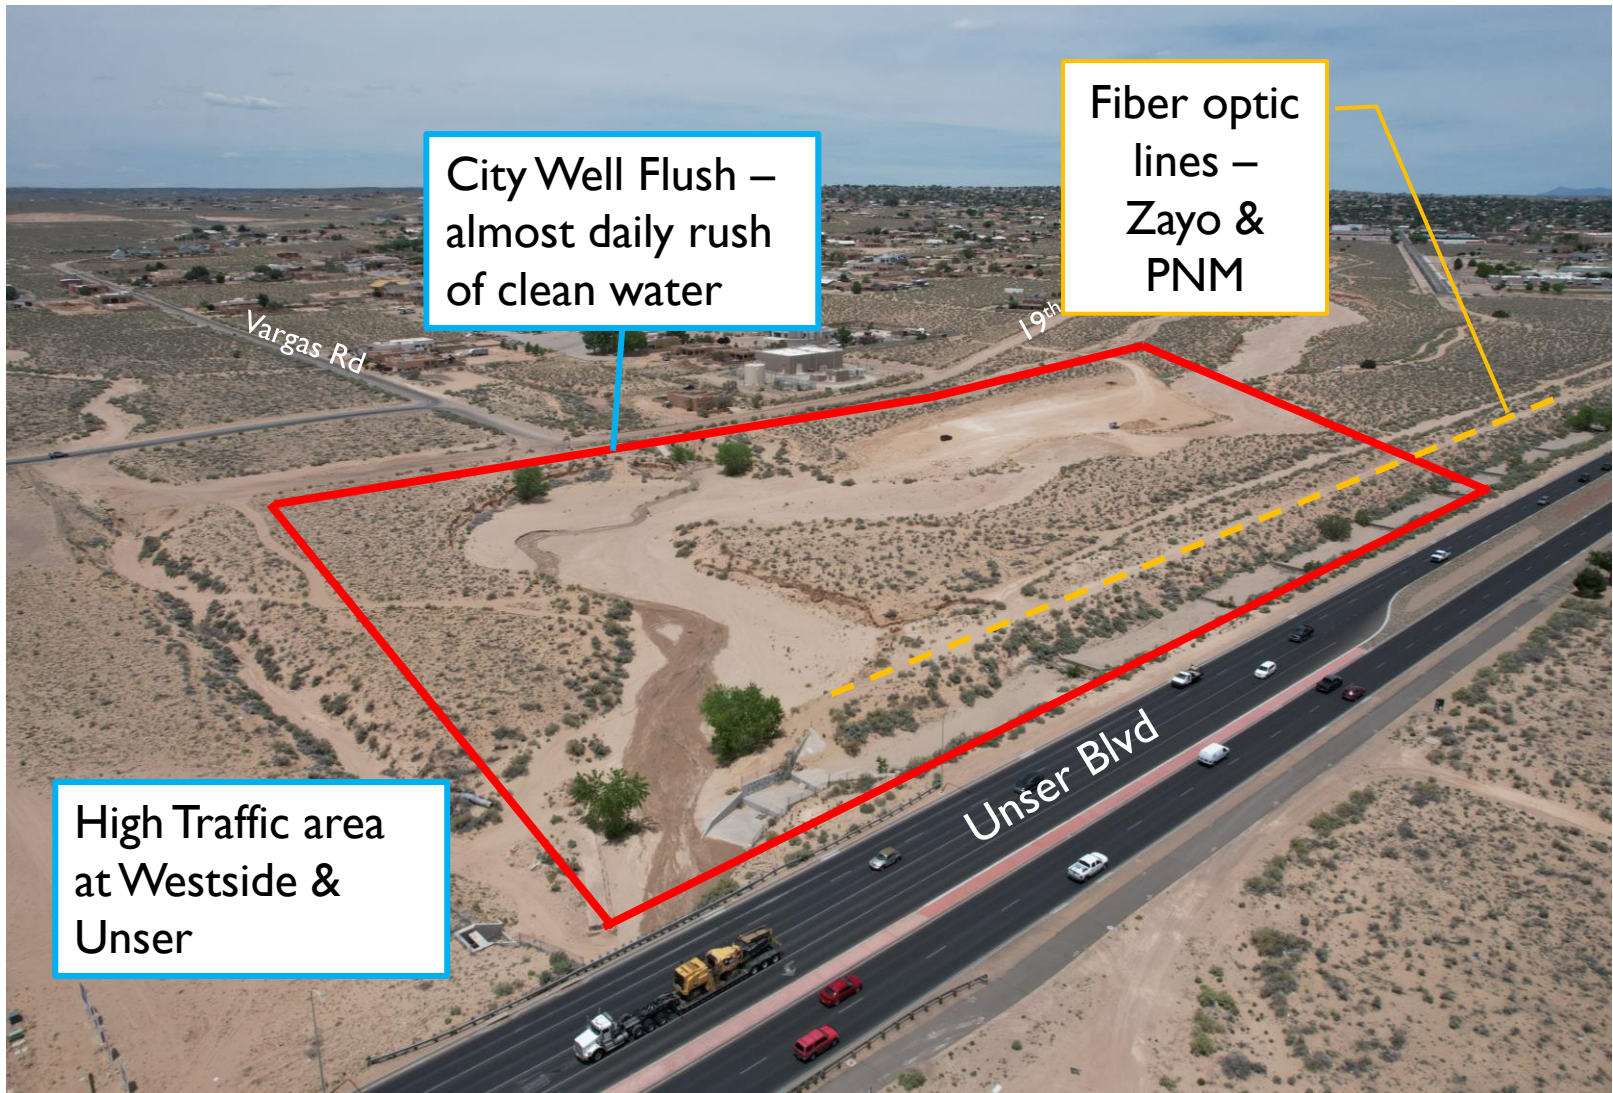 City Well Flush –
almost daily rush
of clean water
Fiber optic
lines –
Zayo &
PNM
Vargas Rd
19th
Unser Blvd
High Traffic area
at Westside &
Unser